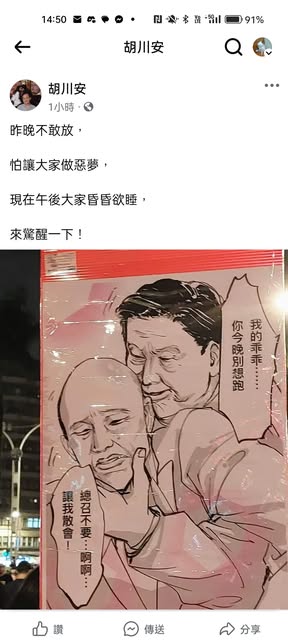 14:50
91%
胡川安
胡川安
1小時
昨晚不敢放，
怕讓大家做惡夢，
現在午後大家昏昏欲睡，
來驚醒一下！
我的乖乖……
你今晚別想跑
總召不要…啊啊…
讓我散會！
讚
傳送
分享